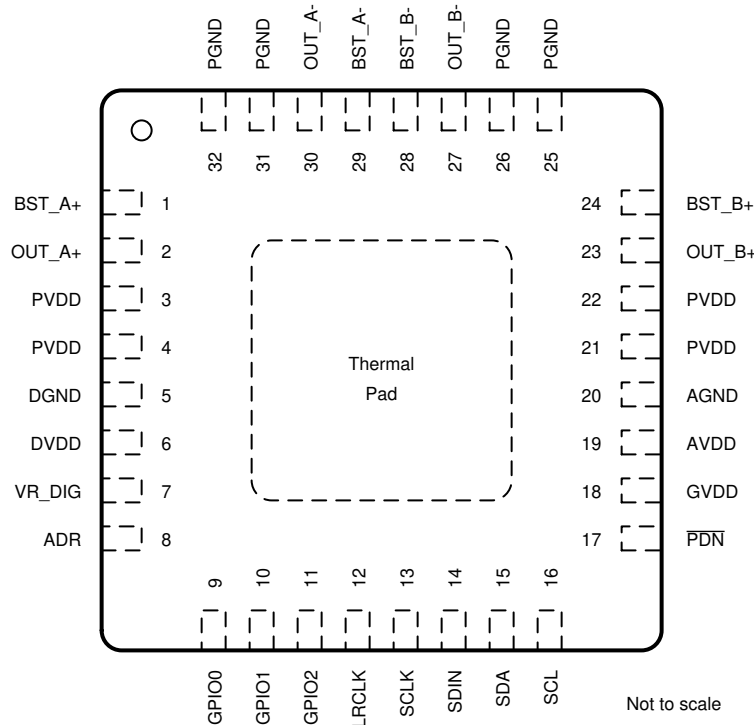 PGND
PGND
OUT_A-
BST_A-
BST_B-
OUT_B-
PGND
PGND
32
31
30
29
28
27
26
25
BST_A+ 1
OUT_A+ 2
PVDD 3
PVDD 4
DGND 5
DVDD 6
VR_DIG 7
ADR 8
Thermal
Pad
24 BST_B+
23 OUT_B+
22 PVDD
21 PVDD
20 AGND
19 AVDD
18 GVDD
17 PDN
9
10
11
12
13
14
15
16
GPIO0
GPIO1
GPIO2
LRCLK
SCLK
SDIN
SDA
SCL
Not to scale